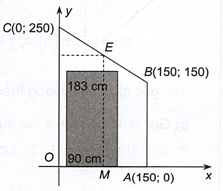 y
C(0; 250)
E
B(150; 150)
183 cm
O
90 cm
x
M
A(150; 0)